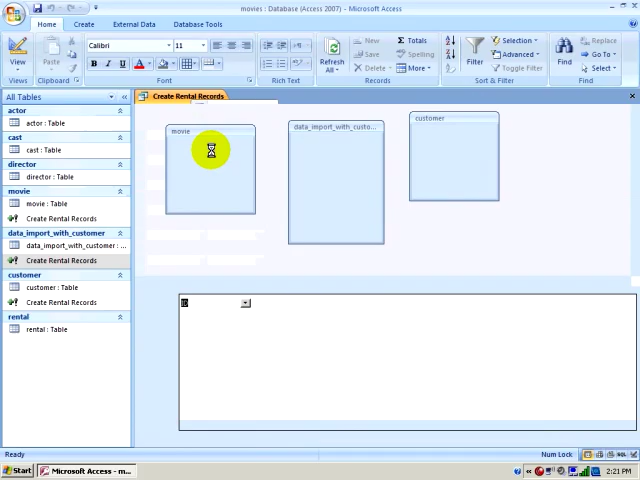 movies : Database (Access 2007) - Microsoft Access
Home Create External Data Database Tools
View
Views
Paste
Clipboard
Calibri 11
B I U A
Font
Rich Text
Refresh All
New
Save
Delete
Totals
Spelling
More
Records
Filter
Selection
Advanced
Toggle Filter
Sort & Filter
Find
Replace
Go To
Select
Find
All Tables
Create Rental Records
actor
actor : Table
cast
cast : Table
director
director : Table
movie
movie : Table
Create Rental Records
data_import_with_customer
data_import_with_customer : ...
Create Rental Records
customer
customer : Table
Create Rental Records
rental
rental : Table
movie
data_import_with_custo...
customer
ID
Ready
Num Lock
SQL
Start
Microsoft Access - m...
2:21 PM